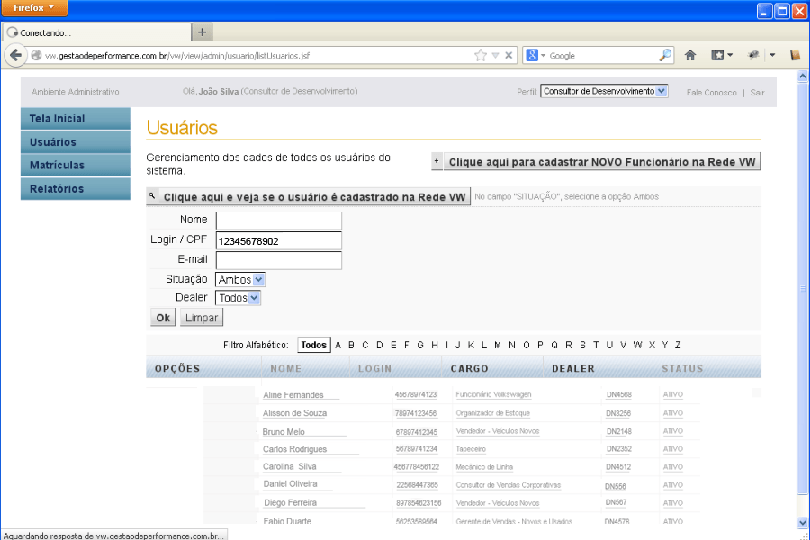 Firefox
Conectando...
vw.gestaodeperformance.com.br/vw/view/admin/usuario/listUsuarios.jsf
Google
Ambiente Administrativo
Olá, João Silva (Consultor de Desenvolvimento)
Perfil Consultor de Desenvolvimento
Fale Conosco | Sair
Tela Inicial
Usuários
Matrículas
Relatórios
Usuários
Gerenciamento dos dados de todos os usuários do sistema.
+ Clique aqui para cadastrar NOVO Funcionário na Rede VW
Clique aqui e veja se o usuário é cadastrado na Rede VW
No campo "SITUAÇÃO", selecione a opção Ambos
Nome
Login / CPF 12345678902
E-mail
Situação Ambos
Dealer Todos
Ok Limpar
Filtro Alfabético: Todos A B C D E F G H I J K L M N O P Q R S T U V W X Y Z
OPÇÕES NOME LOGIN CARGO DEALER STATUS
Aline Fernandes 45678974123 Funcionário Volkswagen DN4568 ATIVO
Alisson de Souza 78974123456 Organizador de Estoque DN3256 ATIVO
Bruno Melo 67897412345 Vendedor - Veículos Novos DN2148 ATIVO
Carlos Rodrigues 56789741234 Tapeceiro DN2352 ATIVO
Carolina Silva 456778456122 Mecânico de Linha DN4512 ATIVO
Daniel Oliveira 22568447365 Consultor de Vendas Corporativas DN556 ATIVO
Diego Ferreira 897854623156 Vendedor - Veículos Novos DN567 ATIVO
Fabio Duarte 56253589564 Gerente de Vendas - Novos e Usados DN4578 ATIVO
Aguardando resposta de vw.gestaodeperformance.com.br...